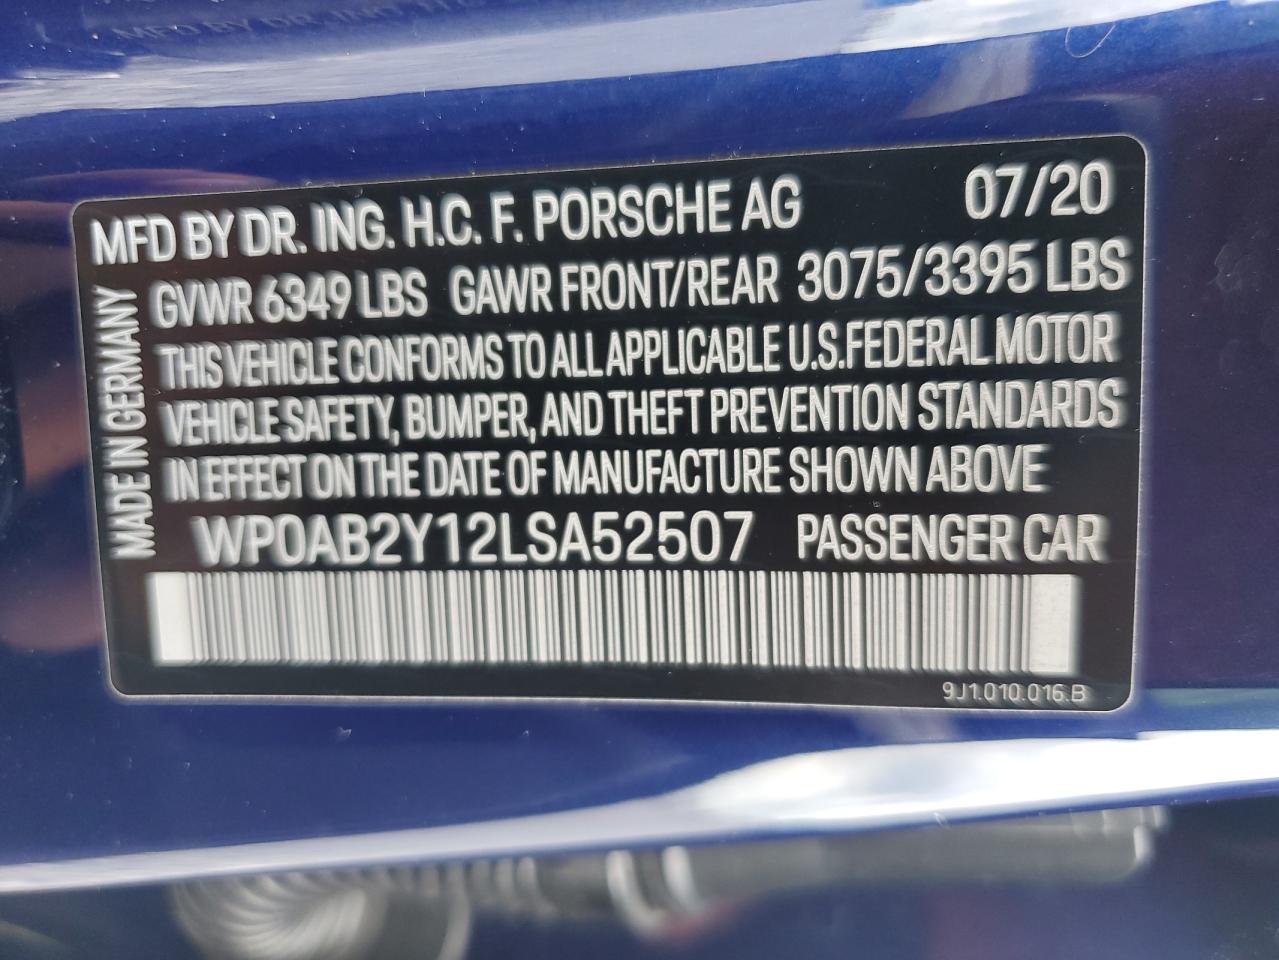 MFD BY DR. ING. H.C. F. PORSCHE AG 07/20
GVWR 6349 LBS GAWR FRONT/REAR 3075/3395 LBS
THIS VEHICLE CONFORMS TO ALL APPLICABLE U.S.FEDERAL MOTOR
VEHICLE SAFETY, BUMPER, AND THEFT PREVENTION STANDARDS
IN EFFECT ON THE DATE OF MANUFACTURE SHOWN ABOVE
WP0AB2Y12LSA52507 PASSENGER CAR
MADE IN GERMANY
9J1.010.016.B